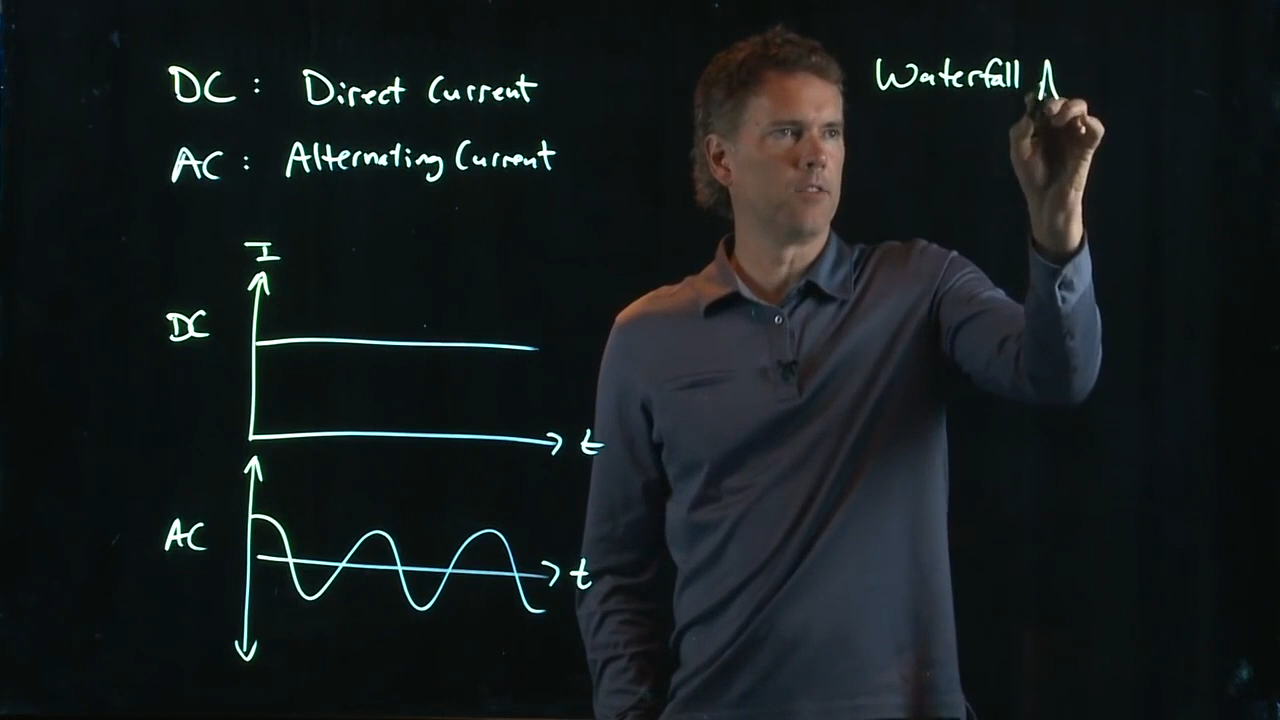 DC : Direct Current
AC : Alternating Current
I
DC
t
AC
t
Waterfall A